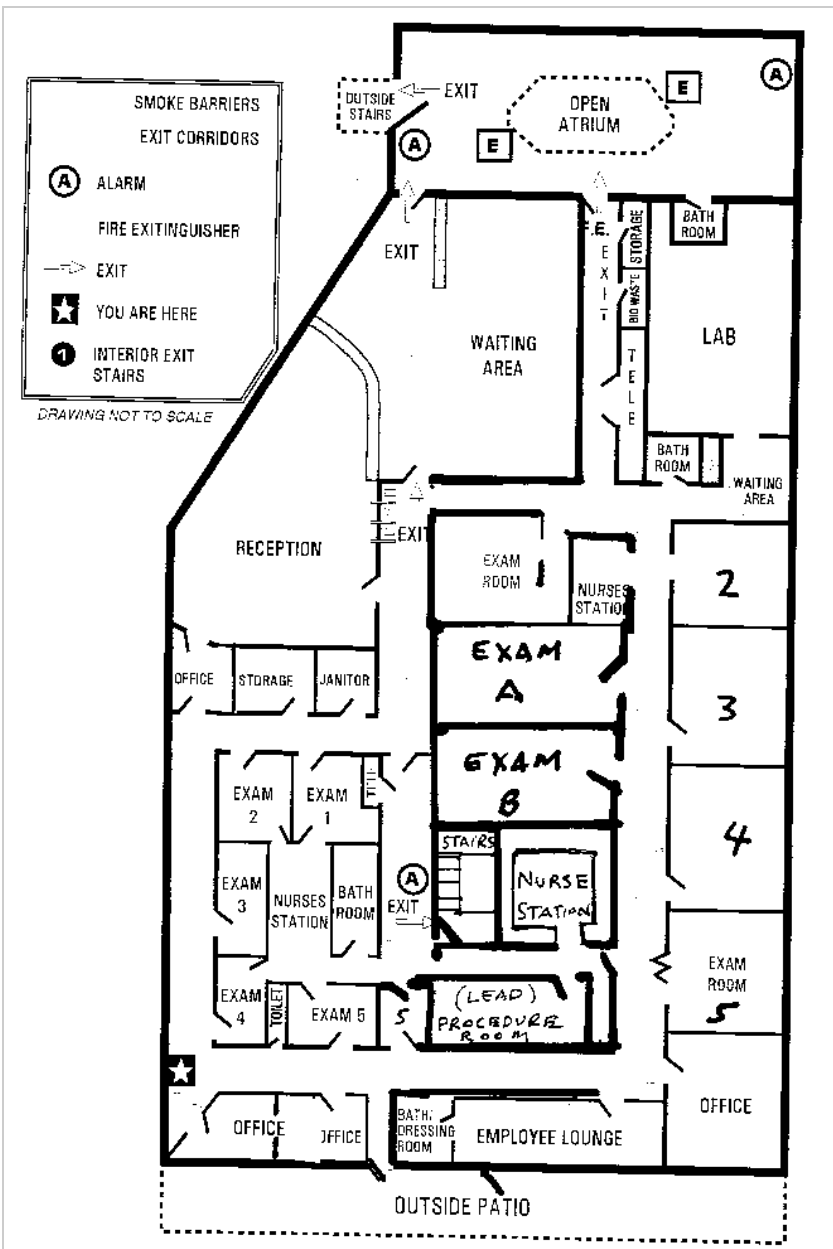 SMOKE BARRIERS
EXIT CORRIDORS
A ALARM
FIRE EXITINGUISHER
EXIT
YOU ARE HERE
1 INTERIOR EXIT
STAIRS
DRAWING NOT TO SCALE
OUTSIDE
STAIRS
EXIT
A
E
OPEN
ATRIUM
E
A
EXIT
F.E.
EXIT
STORAGE
BIO WASTE
TELE
BATH
ROOM
LAB
WAITING
AREA
BATH
ROOM
WAITING
AREA
RECEPTION
EXIT
EXAM
ROOM
NURSES
STATION
2
EXAM
A
3
OFFICE
STORAGE
JANITOR
EXAM
B
4
EXAM
2
EXAM
1
EXAM
3
NURSES
STATION
BATH
ROOM
A
EXIT
STAIRS
NURSE
STATION
EXAM
ROOM
5
EXAM
4
TOILET
EXAM 5
S
(LEAD)
PROCEDURE
ROOM
OFFICE
OFFICE
OFFICE
BATH/
DRESSING
ROOM
EMPLOYEE LOUNGE
OUTSIDE PATIO